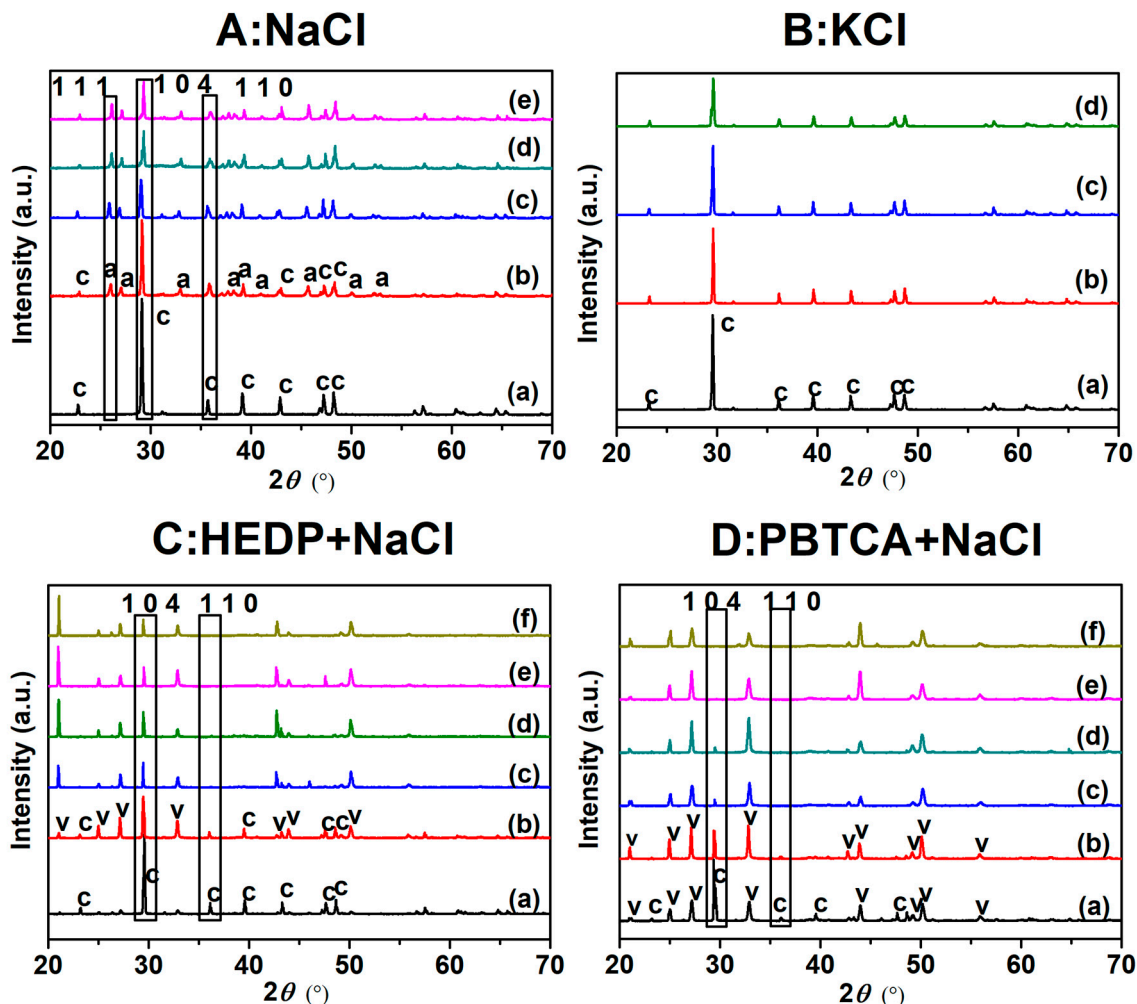 A:NaCl
1 1 1 1 0 4 1 1 0
(e)
(d)
(c)
(b)
c a a a a a a c a c c a a
c
(a)
c c c c c c
20 30 40 50 60 70
2θ (°)
Intensity (a.u.)
B:KCl
(d)
(c)
(b)
c
(a)
c c c c c c
20 30 40 50 60 70
2θ (°)
Intensity (a.u.)
C:HEDP+NaCl
1 0 4 1 1 0
(f)
(e)
(d)
(c)
(b)
v c v v v c v v c c v
c
(a)
c c c c c c
20 30 40 50 60 70
2θ (°)
Intensity (a.u.)
D:PBTCA+NaCl
1 0 4 1 1 0
(f)
(e)
(d)
(c)
(b)
v v v v v v v v v
c
(a)
v c v v v c c v c v v v
20 30 40 50 60 70
2θ (°)
Intensity (a.u.)